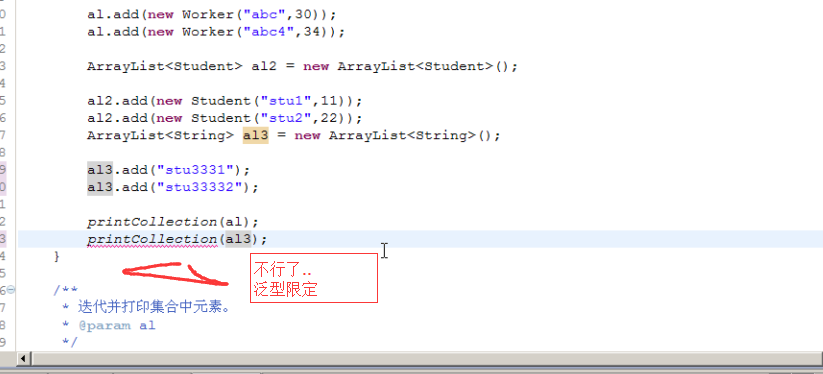 0 al.add(new Worker("abc",30));
1 al.add(new Worker("abc4",34));
2
3 ArrayList<Student> al2 = new ArrayList<Student>();
4
5 al2.add(new Student("stu1",11));
6 al2.add(new Student("stu2",22));
7 ArrayList<String> al3 = new ArrayList<String>();
8
9 al3.add("stu3331");
0 al3.add("stu33332");
1
2 printCollection(al);
3 printCollection(al3);
4 }
5
不行了..
泛型限定
6 /**
7 * 迭代并打印集合中元素。
8 * @param al
9 */